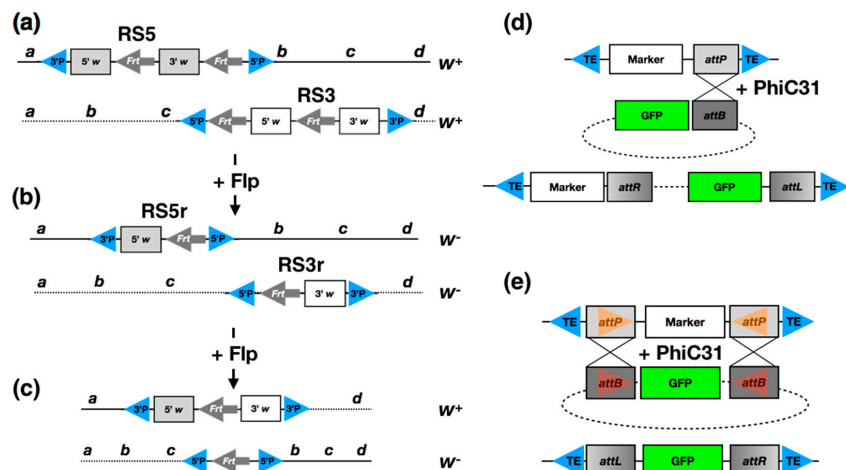 (a)
RS5
a 3'P 5' w Frt 3' w Frt 5'P b c d w+
RS3
a b c 5'P Frt 5' w Frt 3' w 3'P d w+
+ Flp
(b)
RS5r
a 3'P 5' w Frt 5'P b c d w-
RS3r
a b c 5'P Frt 3' w 3'P d w-
+ Flp
(c)
a 3'P 5' w Frt 3' w 3'P d w+
a b c 5'P Frt 5'P b c d w-
(d)
TE Marker attP TE
+ PhiC31
GFP attB
TE Marker attR GFP attL TE
(e)
TE attP Marker attP TE
+ PhiC31
attB GFP attB
TE attL GFP attR TE